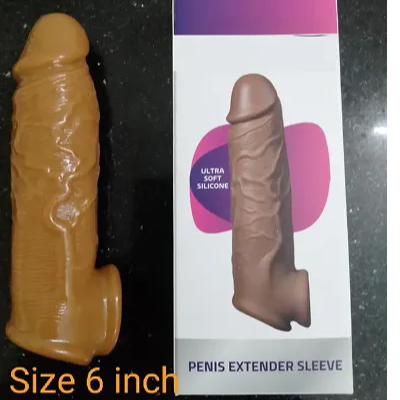 ULTRA
SOFT
SILICONE
PENIS EXTENDER SLEEVE
Size 6 inch